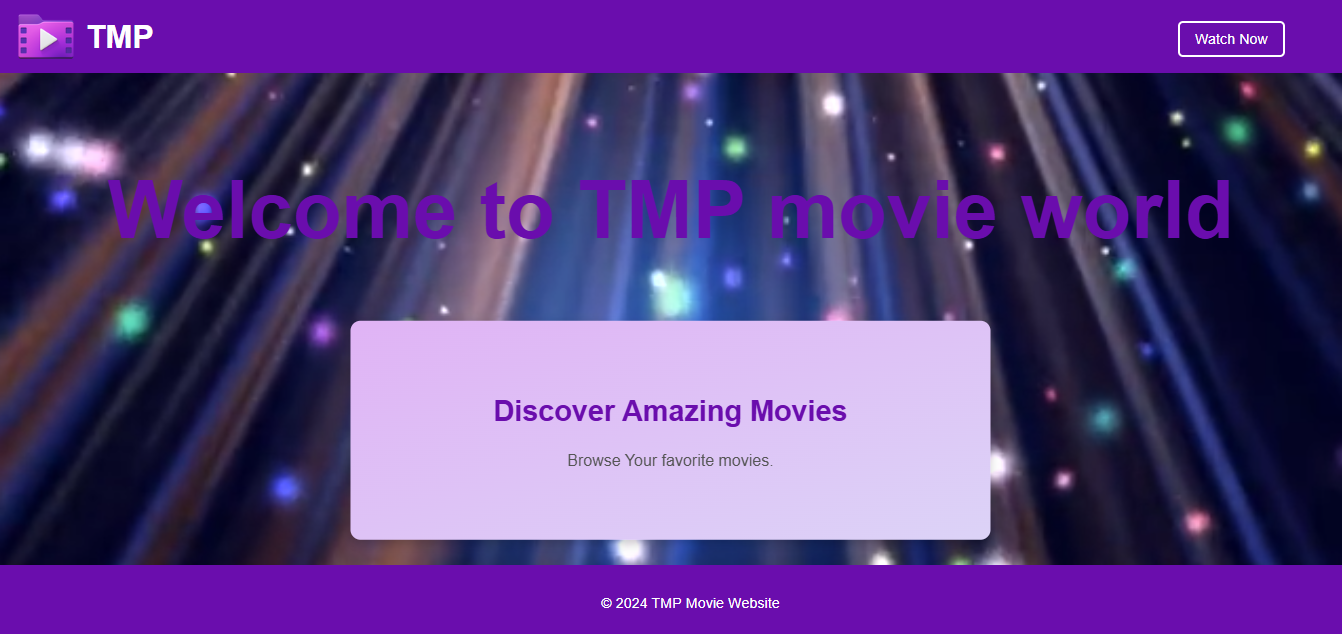 TMP
Watch Now
Welcome to TMP movie world
Discover Amazing Movies
Browse Your favorite movies.
© 2024 TMP Movie Website